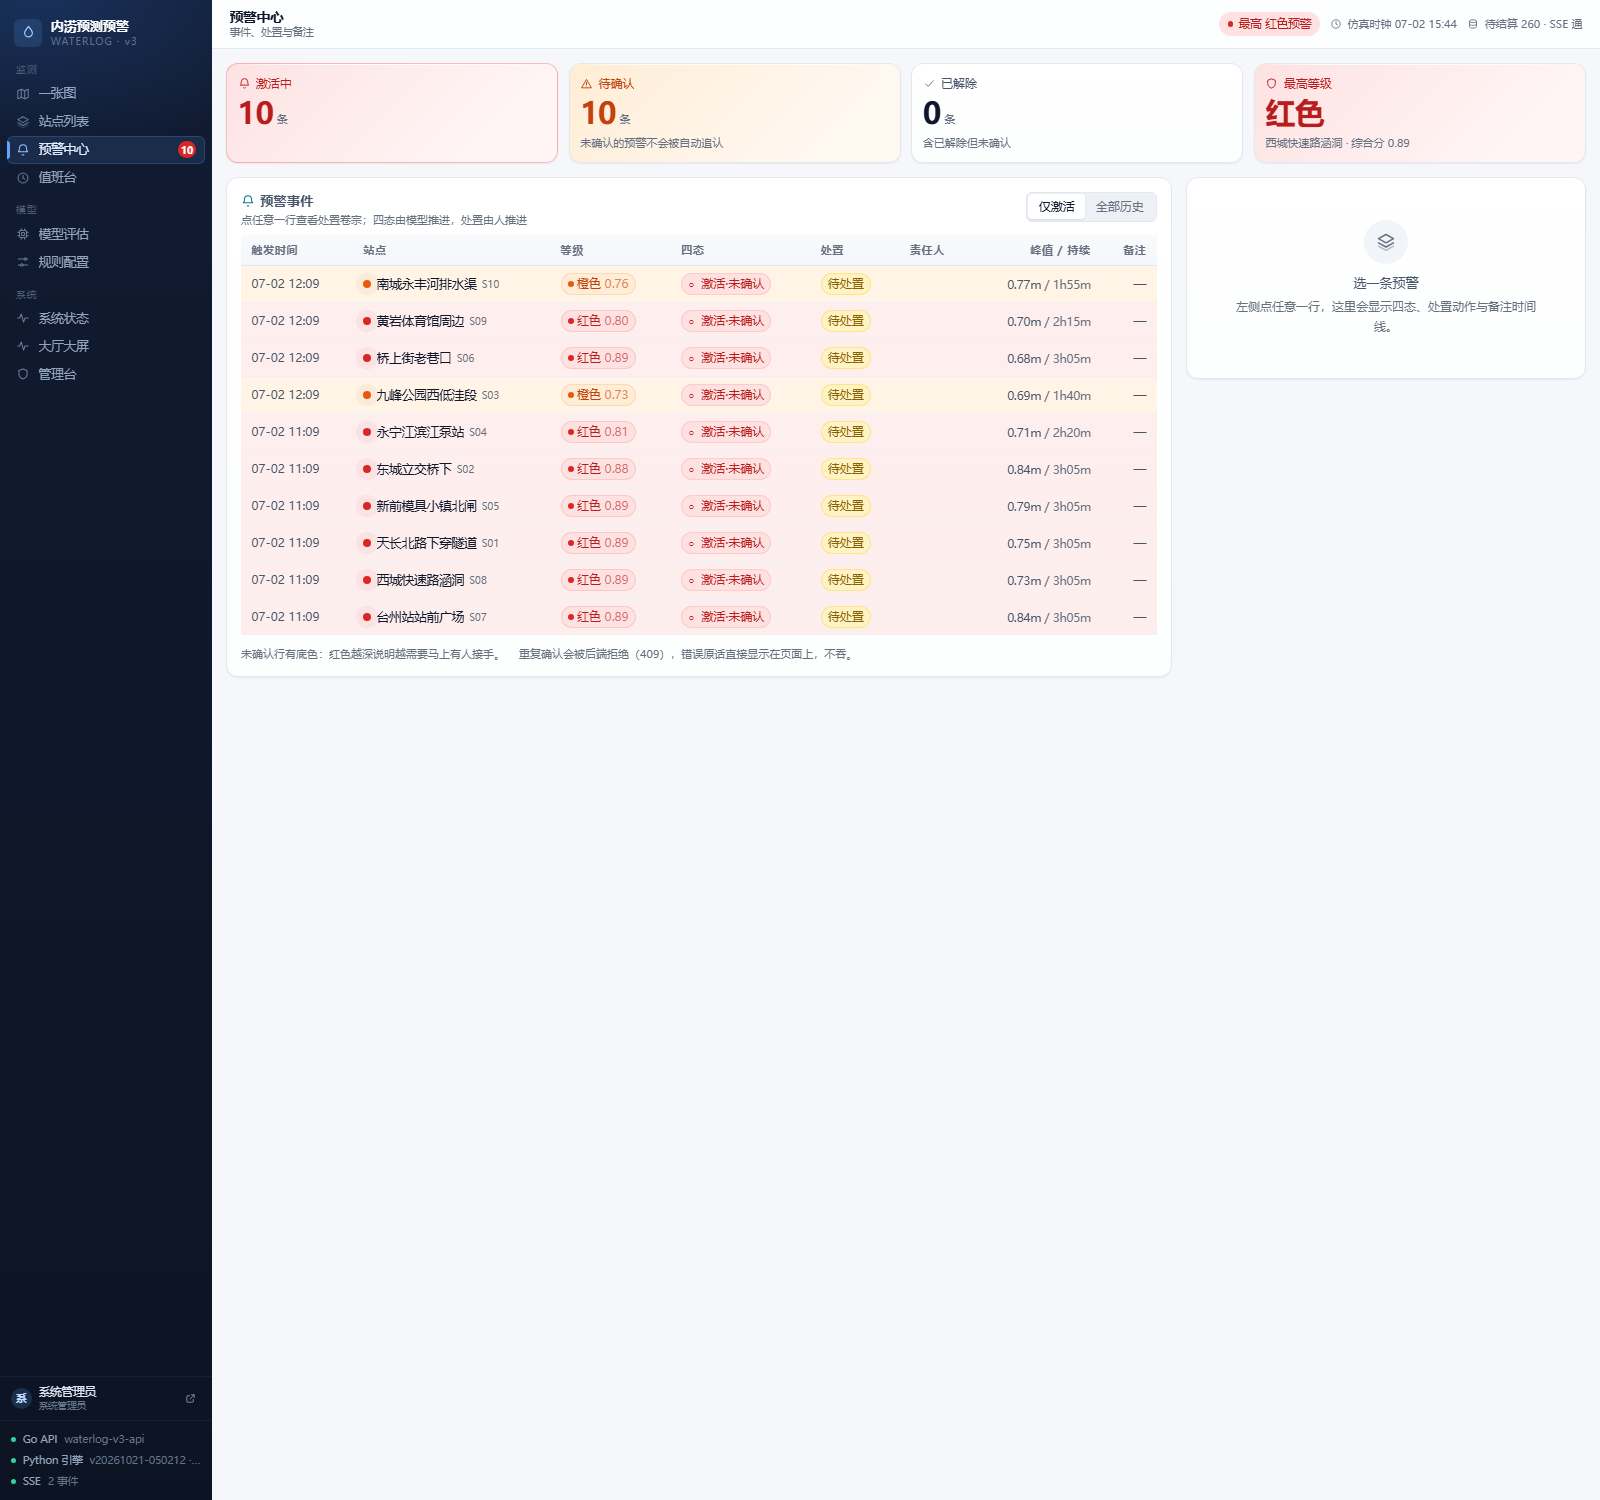 内涝预测预警
WATERLOG · v3
监测
一张图
站点列表
预警中心 10
值班台
模型
模型评估
规则配置
系统
系统状态
大厅大屏
管理台
系 系统管理员
系统管理员
Go API waterlog-v3-api
Python 引擎 v20261021-050212 ·...
SSE 2 事件
预警中心
事件、处置与备注
最高 红色预警 仿真时钟 07-02 15:44 待结算 260 · SSE 通
激活中
10 条
待确认
10 条
未确认的预警不会被自动追认
已解除
0 条
含已解除但未确认
最高等级
红色
西城快速路涵洞 · 综合分 0.89
预警事件
点任意一行查看处置卷宗；四态由模型推进，处置由人推进
仅激活 全部历史
触发时间 站点 等级 四态 处置 责任人 峰值 / 持续 备注
07-02 12:09 南城永丰河排水渠 S10 橙色 0.76 激活·未确认 待处置 0.77m / 1h55m —
07-02 12:09 黄岩体育馆周边 S09 红色 0.80 激活·未确认 待处置 0.70m / 2h15m —
07-02 12:09 桥上街老巷口 S06 红色 0.89 激活·未确认 待处置 0.68m / 3h05m —
07-02 12:09 九峰公园西低洼段 S03 橙色 0.73 激活·未确认 待处置 0.69m / 1h40m —
07-02 11:09 永宁江滨江泵站 S04 红色 0.81 激活·未确认 待处置 0.71m / 2h20m —
07-02 11:09 东城立交桥下 S02 红色 0.88 激活·未确认 待处置 0.84m / 3h05m —
07-02 11:09 新前模具小镇北闸 S05 红色 0.89 激活·未确认 待处置 0.79m / 3h05m —
07-02 11:09 天长北路下穿隧道 S01 红色 0.89 激活·未确认 待处置 0.75m / 3h05m —
07-02 11:09 西城快速路涵洞 S08 红色 0.89 激活·未确认 待处置 0.73m / 3h05m —
07-02 11:09 台州站站前广场 S07 红色 0.89 激活·未确认 待处置 0.84m / 3h05m —
未确认行有底色：红色越深说明越需要马上有人接手。 重复确认会被后端拒绝（409），错误原话直接显示在页面上，不吞。
选一条预警
左侧点任意一行，这里会显示四态、处置动作与备注时间
线。